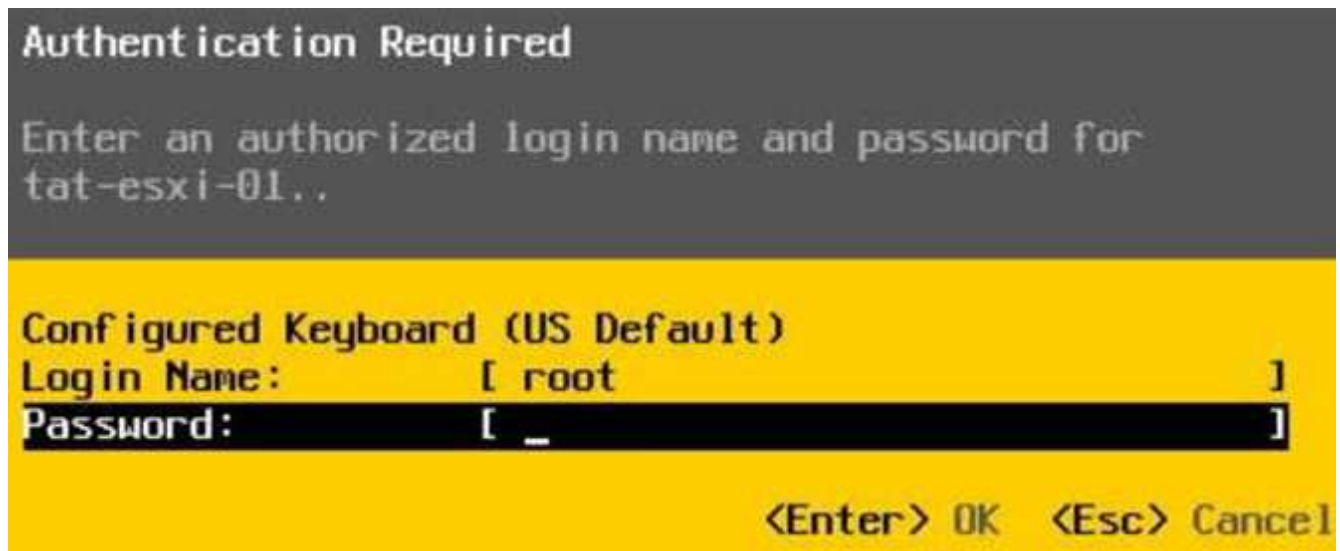 Authentication Required
Enter an authorized login name and password for
tat-esxi-01..
Configured Keyboard (US Default)
Login Name: [ root ]
Password: [ _ ]
<Enter> OK <Esc> Cancel